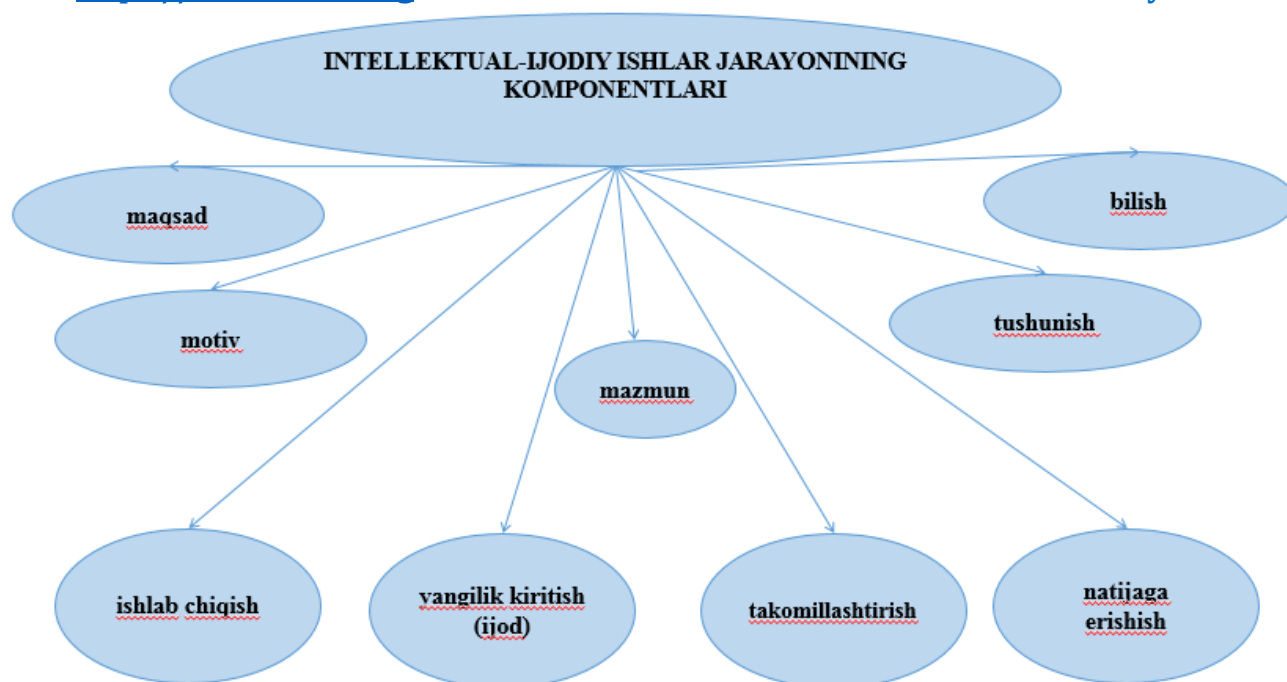 INTELLEKTUAL-IJODIY ISHLAR JARAYONINING
KOMPONENTLARI
maqsad
bilish
motiv
tushunish
mazmun
ishlab chiqish
yangilik kiritish
(ijod)
takomillashtirish
natijaga
erishish